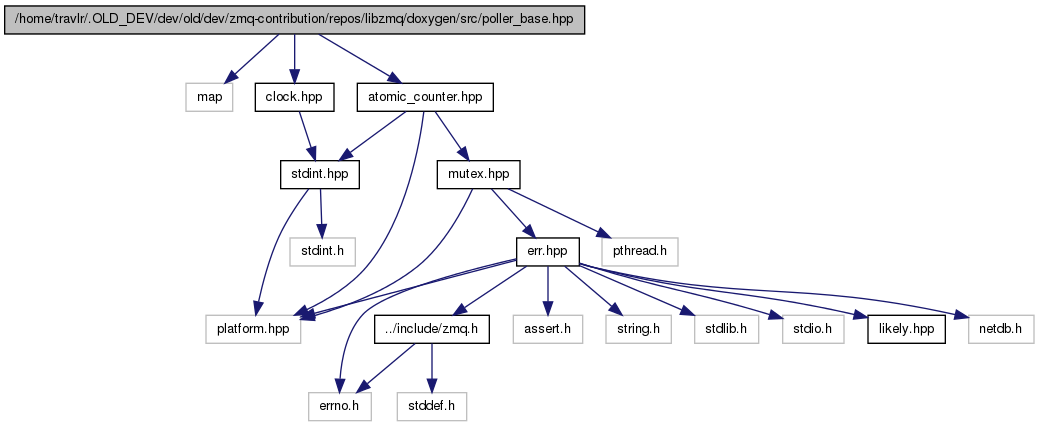 /home/travlr/.OLD_DEV/dev/old/dev/zmq-contribution/repos/libzmq/doxygen/src/poller_base.hpp
map
clock.hpp
atomic_counter.hpp
stdint.hpp
mutex.hpp
stdint.h
err.hpp
pthread.h
platform.hpp
../include/zmq.h
assert.h
string.h
stdlib.h
stdio.h
likely.hpp
netdb.h
errno.h
stddef.h